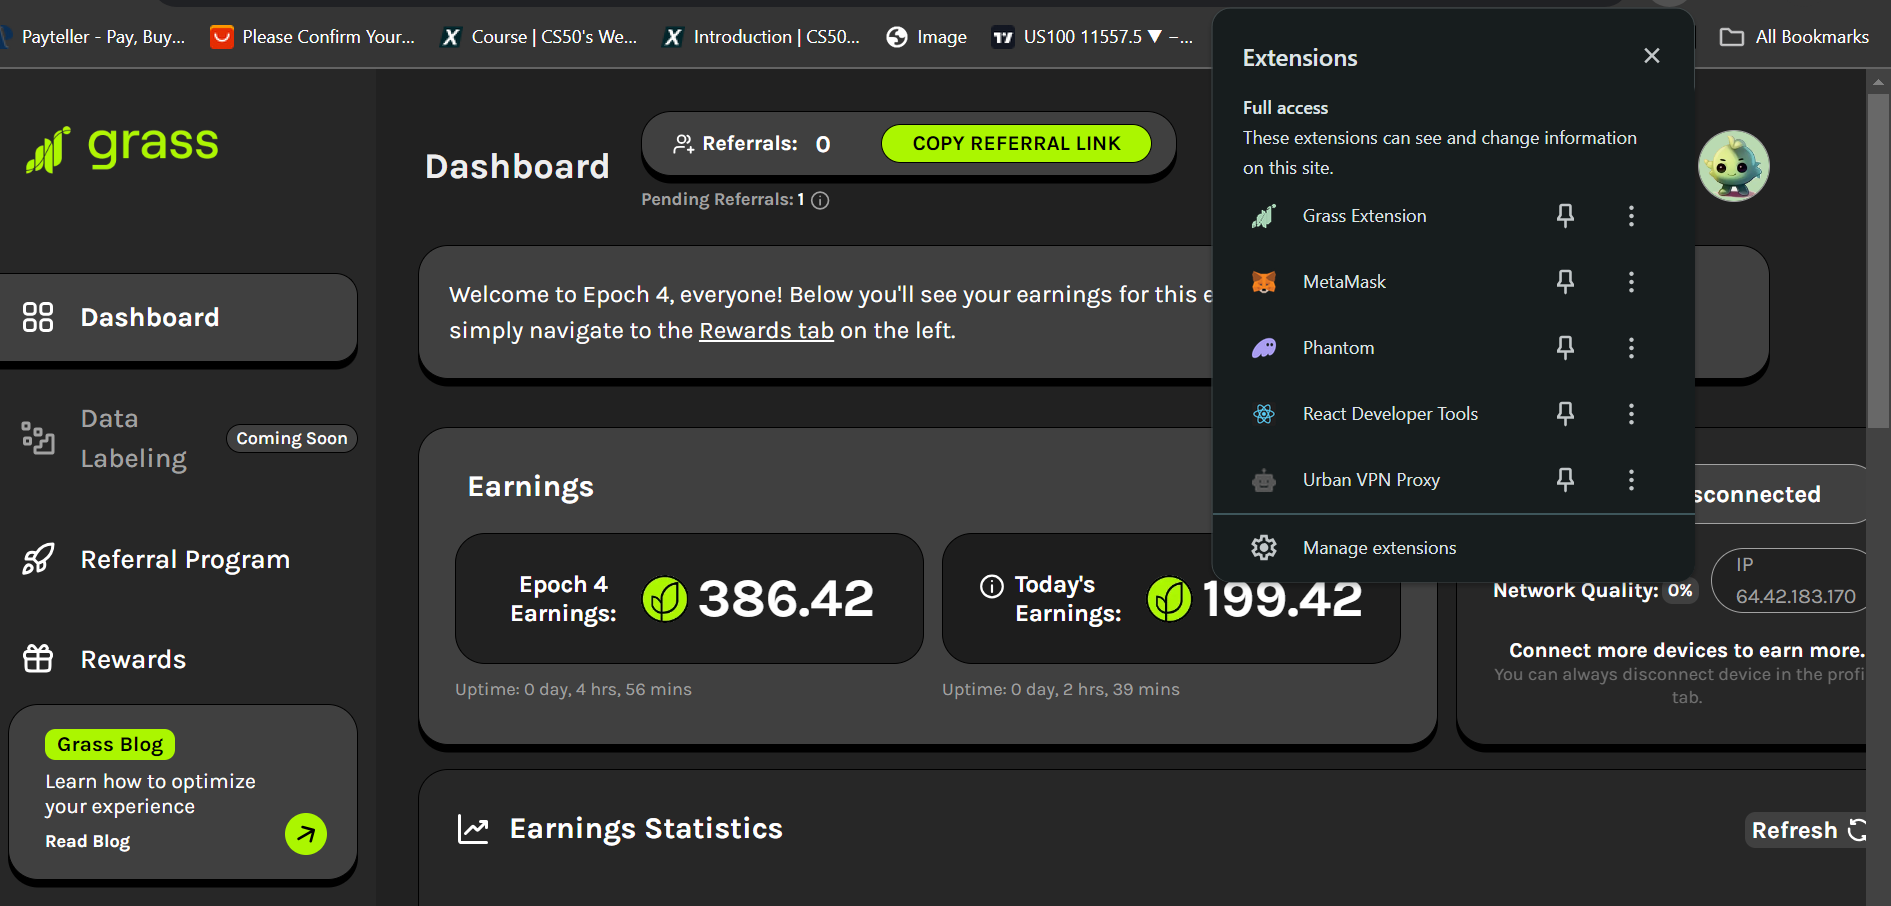 Payteller - Pay, Buy...
Please Confirm Your...
Course | CS50's We...
Introduction | CS50...
Image
US100 11557.5 ▼ −...
All Bookmarks
grass
Dashboard
Data
Labeling
Coming Soon
Referral Program
Rewards
Grass Blog
Learn how to optimize
your experience
Read Blog
Dashboard
Referrals: 0
COPY REFERRAL LINK
Pending Referrals: 1
Welcome to Epoch 4, everyone! Below you'll see your earnings for this e
simply navigate to the Rewards tab on the left.
Earnings
Epoch 4
Earnings:
386.42
Uptime: 0 day, 4 hrs, 56 mins
Today's
Earnings:
199.42
Uptime: 0 day, 2 hrs, 39 mins
sconnected
Network Quality: 0%
IP
64.42.183.170
Connect more devices to earn more.
You can always disconnect device in the profi
tab.
Earnings Statistics
Refresh
Extensions
Full access
These extensions can see and change information
on this site.
Grass Extension
MetaMask
Phantom
React Developer Tools
Urban VPN Proxy
Manage extensions